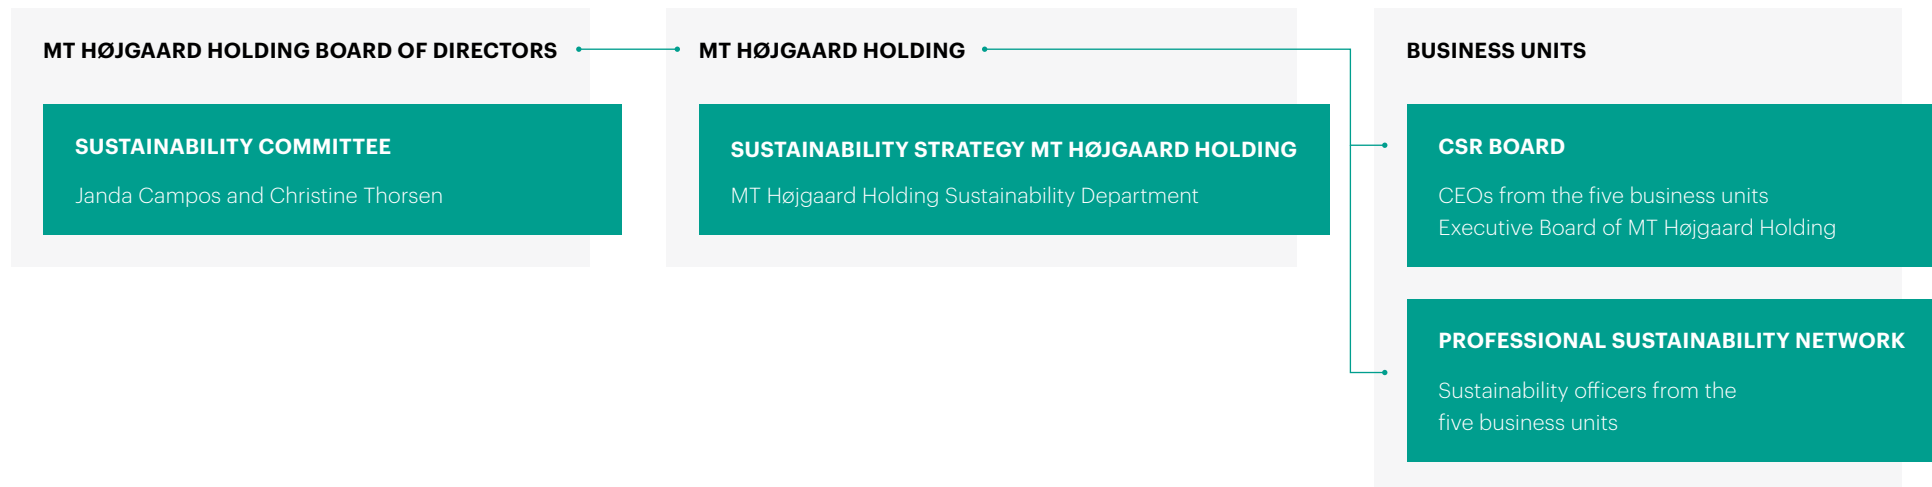 MT HØJGAARD HOLDING BOARD OF DIRECTORS
SUSTAINABILITY COMMITTEE
Janda Campos and Christine Thorsen
MT HØJGAARD HOLDING
SUSTAINABILITY STRATEGY MT HØJGAARD HOLDING
MT Højgaard Holding Sustainability Department
BUSINESS UNITS
CSR BOARD
CEOs from the five business units
Executive Board of MT Højgaard Holding
PROFESSIONAL SUSTAINABILITY NETWORK
Sustainability officers from the
five business units